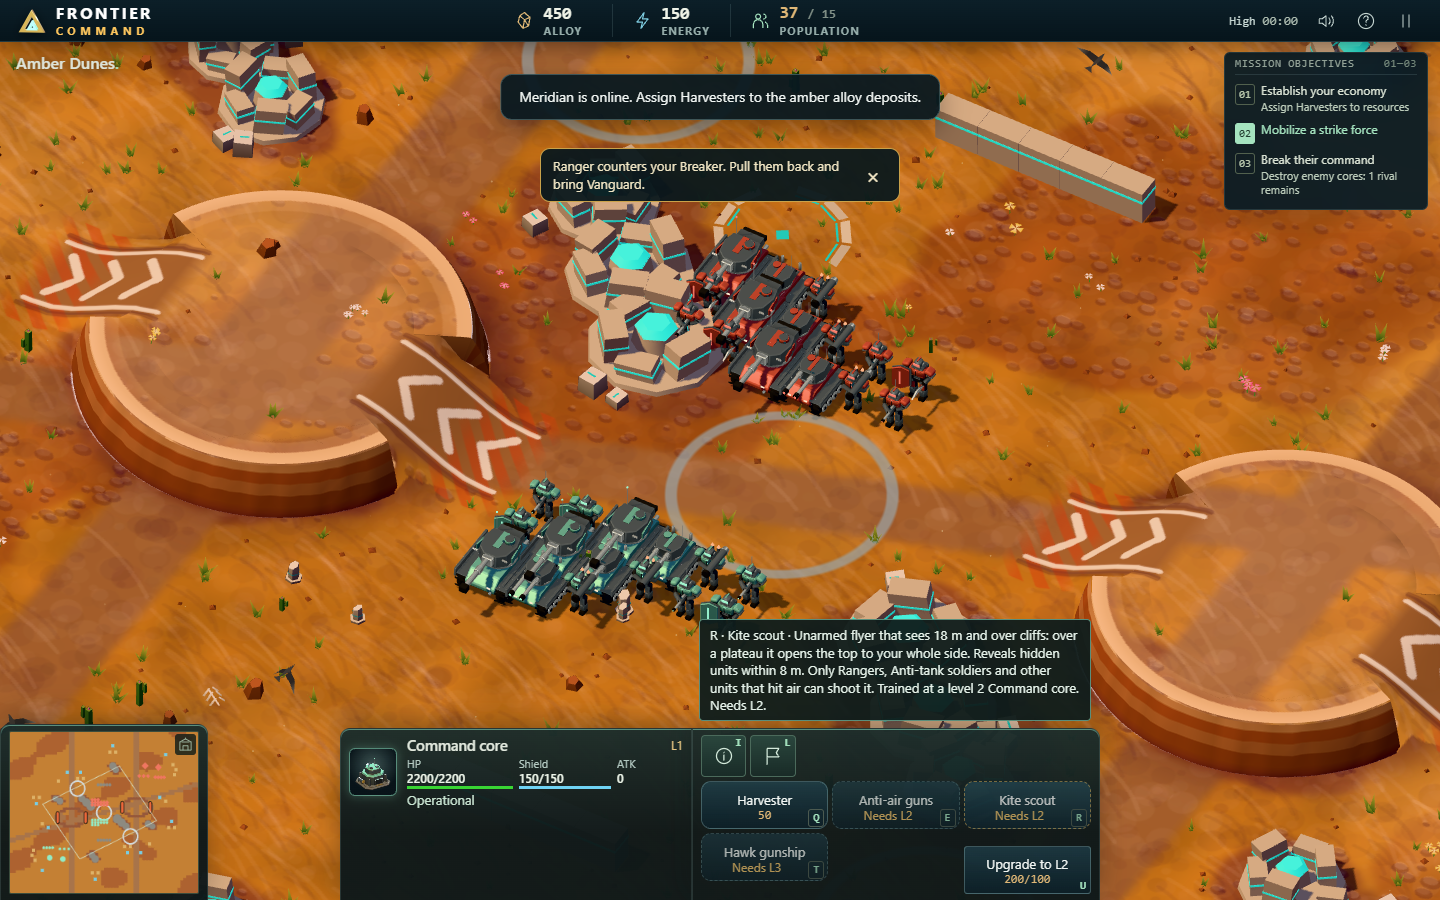 FRONTIER
COMMAND
450
ALLOY
150
ENERGY
37 / 15
POPULATION
High 00:00
Amber Dunes.
MISSION OBJECTIVES 01—03
01 Establish your economy
Assign Harvesters to resources
02 Mobilize a strike force
03 Break their command
Destroy enemy cores: 1 rival
remains
Meridian is online. Assign Harvesters to the amber alloy deposits.
Ranger counters your Breaker. Pull them back and
bring Vanguard.
R · Kite scout · Unarmed flyer that sees 18 m and over cliffs: over
a plateau it opens the top to your whole side. Reveals hidden
units within 8 m. Only Rangers, Anti-tank soldiers and other
units that hit air can shoot it. Trained at a level 2 Command core.
Needs L2.
Command core L1
HP Shield ATK
2200/2200 150/150 0
Operational
I L
Harvester
50 Q
Anti-air guns
Needs L2 E
Kite scout
Needs L2 R
Hawk gunship
Needs L3 T
Upgrade to L2
200/100 U